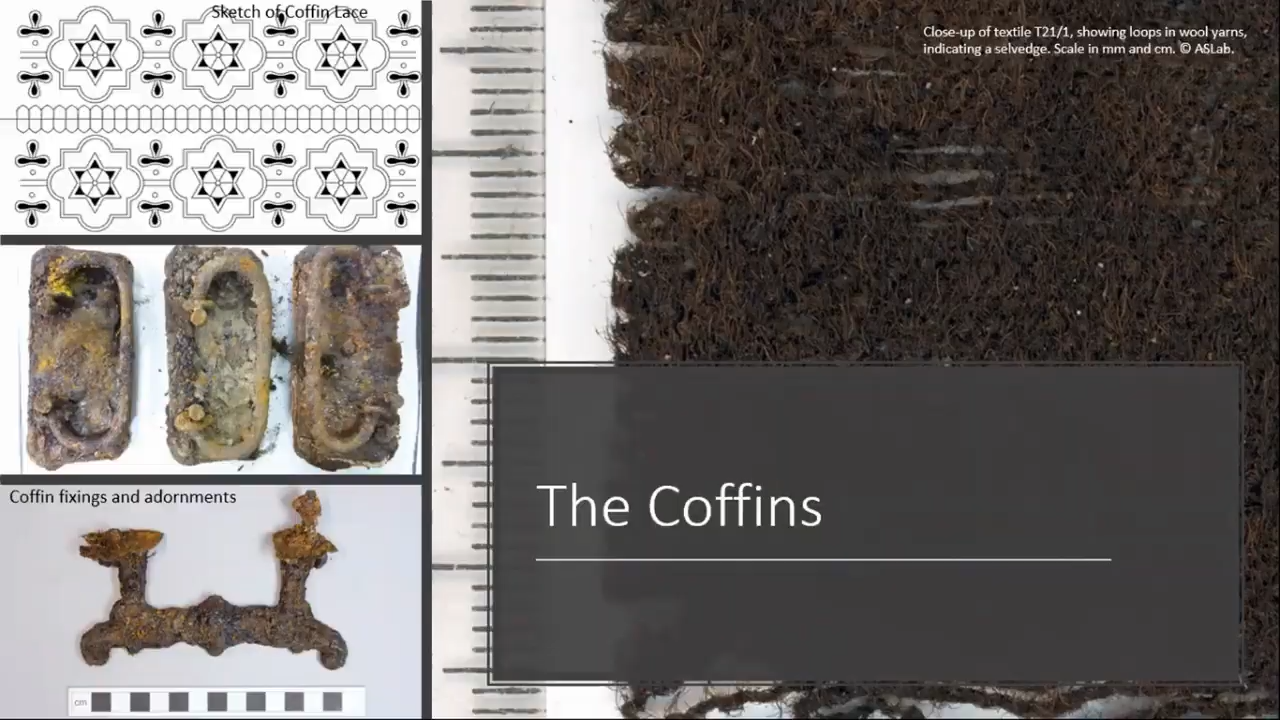 Sketch of Coffin Lace
Close-up of textile T21/1, showing loops in wool yarns,
indicating a selvedge. Scale in mm and cm. © ASLab.
Coffin fixings and adornments
The Coffins
cm